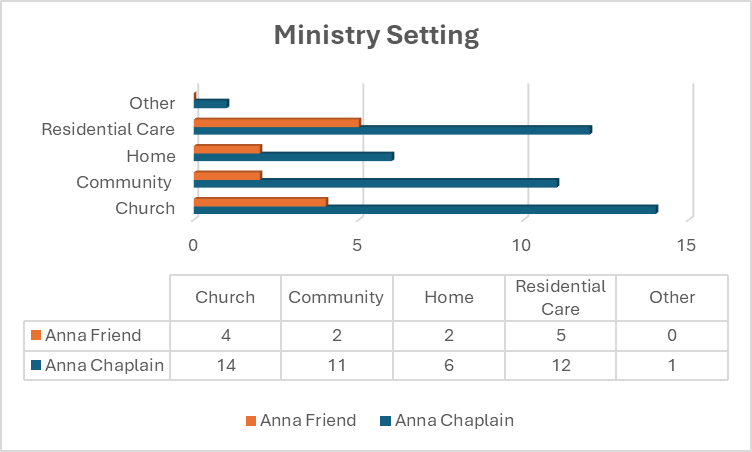 Ministry Setting
Other
Residential Care
Home
Community
Church
0 5 10 15
Church Community Home Residential Care Other
Anna Friend 4 2 2 5 0
Anna Chaplain 14 11 6 12 1
Anna Friend Anna Chaplain